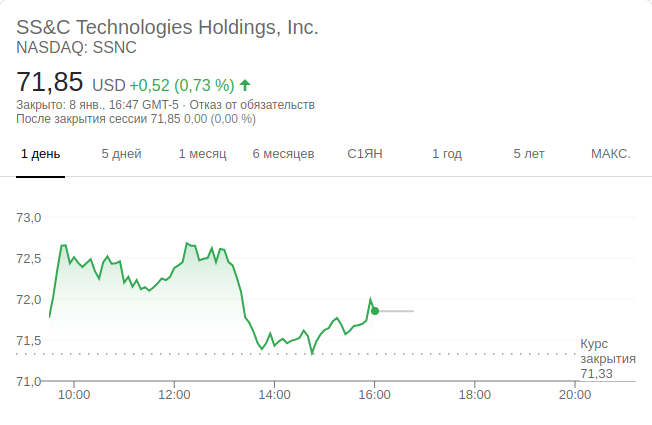 SS&C Technologies Holdings, Inc.
NASDAQ: SSNC
71,85 USD +0,52 (0,73 %)
Закрыто: 8 янв., 16:47 GMT-5 · Отказ от обязательств
После закрытия сессии 71,85 0,00 (0,00 %)
1 день 5 дней 1 месяц 6 месяцев С1ЯН 1 год 5 лет МАКС.
73,0
72,5
72,0
71,5
71,0
Курс
закрытия
71,33
10:00 12:00 14:00 16:00 18:00 20:00